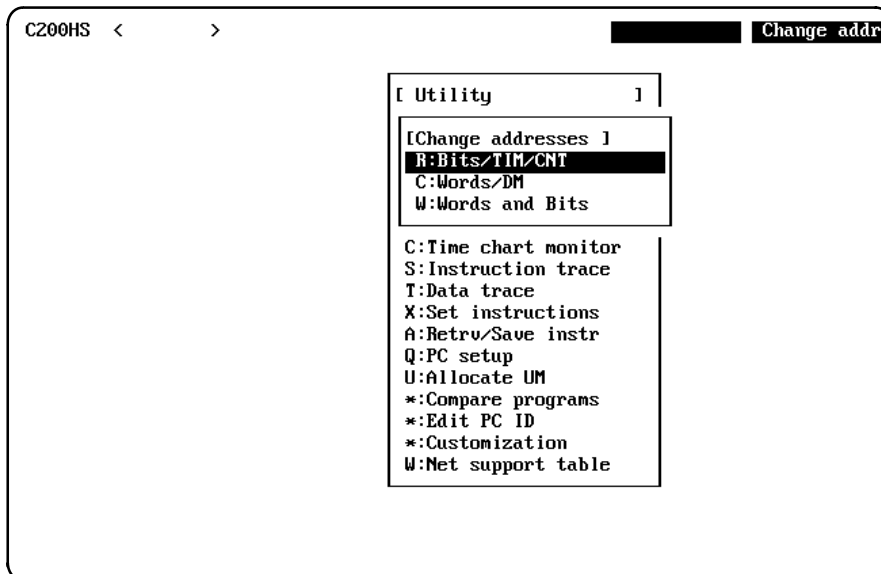 C200HS < > Change addr
[ Utility ]
[Change addresses ]
R:Bits/TIM/CNT
C:Words/DM
W:Words and Bits
C:Time chart monitor
S:Instruction trace
T:Data trace
X:Set instructions
A:Retrv/Save instr
Q:PC setup
U:Allocate UM
*:Compare programs
*:Edit PC ID
*:Customization
W:Net support table